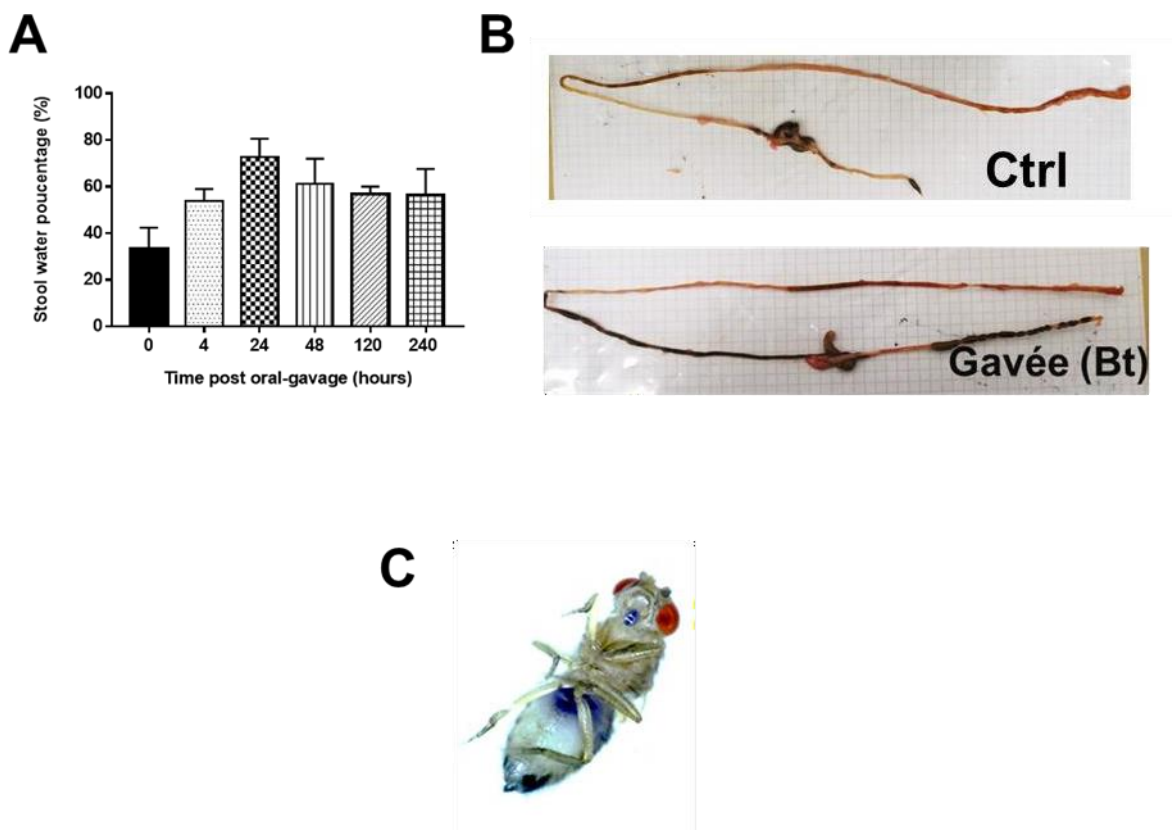 A
B
100
80
60
40
20
0
Stool water poucentage (%)
0 4 24 48 120 240
Time post oral-gavage (hours)
Ctrl
Gavée (Bt)
C